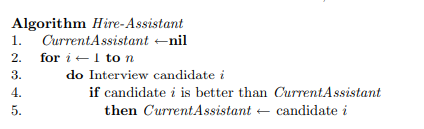 Algorithm Hire-Assistant
1. CurrentAssistant ←nil
2. for i ← 1 to n
3. do Interview candidate i
4. if candidate i is better than CurrentAssistant
5. then CurrentAssistant ← candidate i